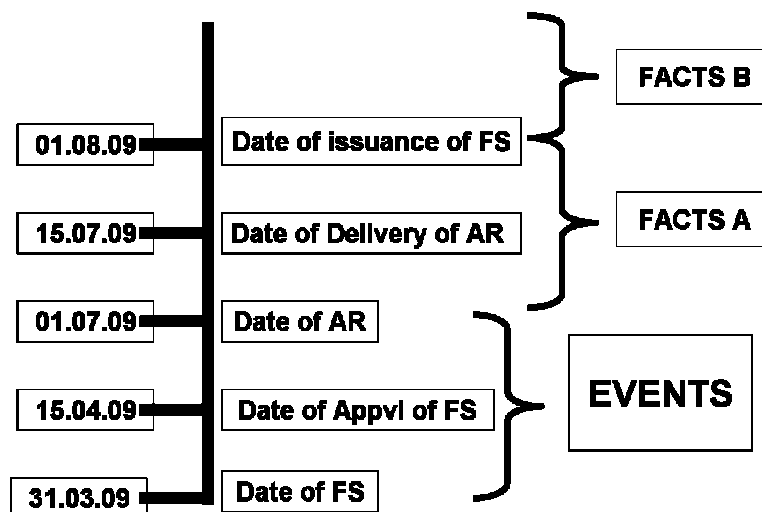 FACTS B
01.08.09 Date of issuance of FS
15.07.09 Date of Delivery of AR
FACTS A
01.07.09 Date of AR
EVENTS
15.04.09 Date of Appvl of FS
31.03.09 Date of FS